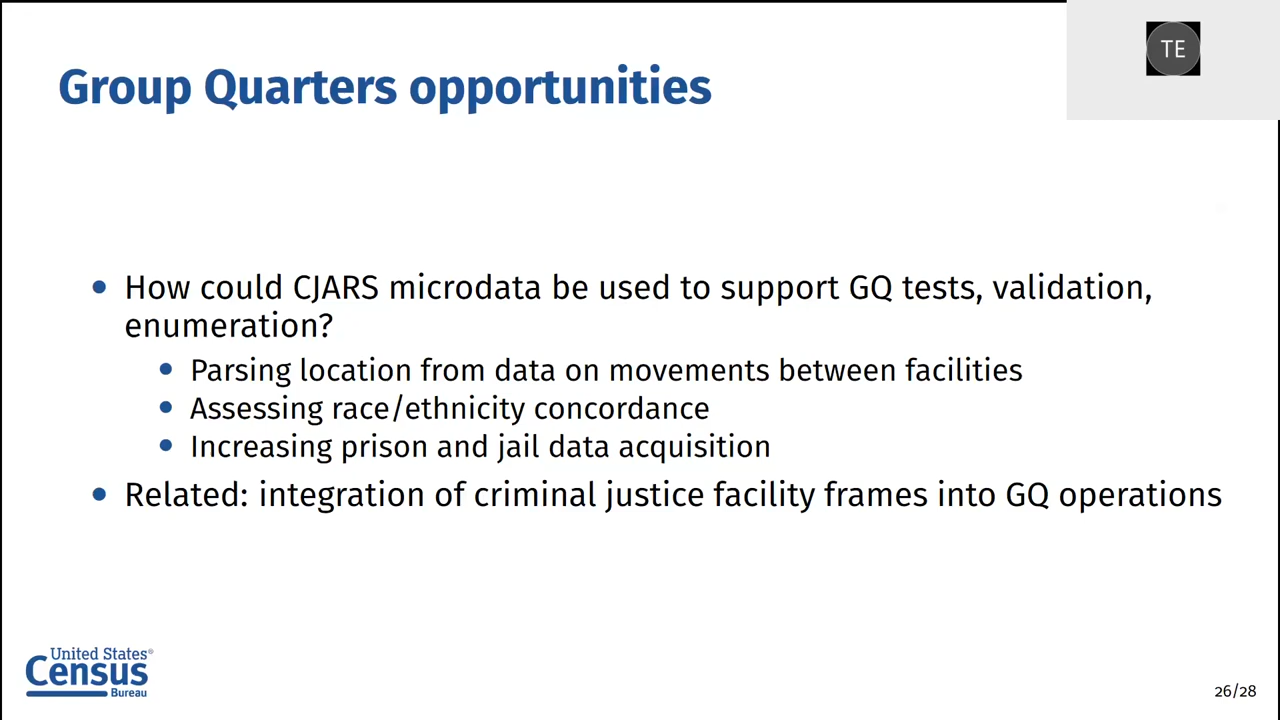 TE
Group Quarters opportunities
How could CJARS microdata be used to support GQ tests, validation,
enumeration?
Parsing location from data on movements between facilities
Assessing race/ethnicity concordance
Increasing prison and jail data acquisition
Related: integration of criminal justice facility frames into GQ operations
United States®
Census
Bureau
26/28